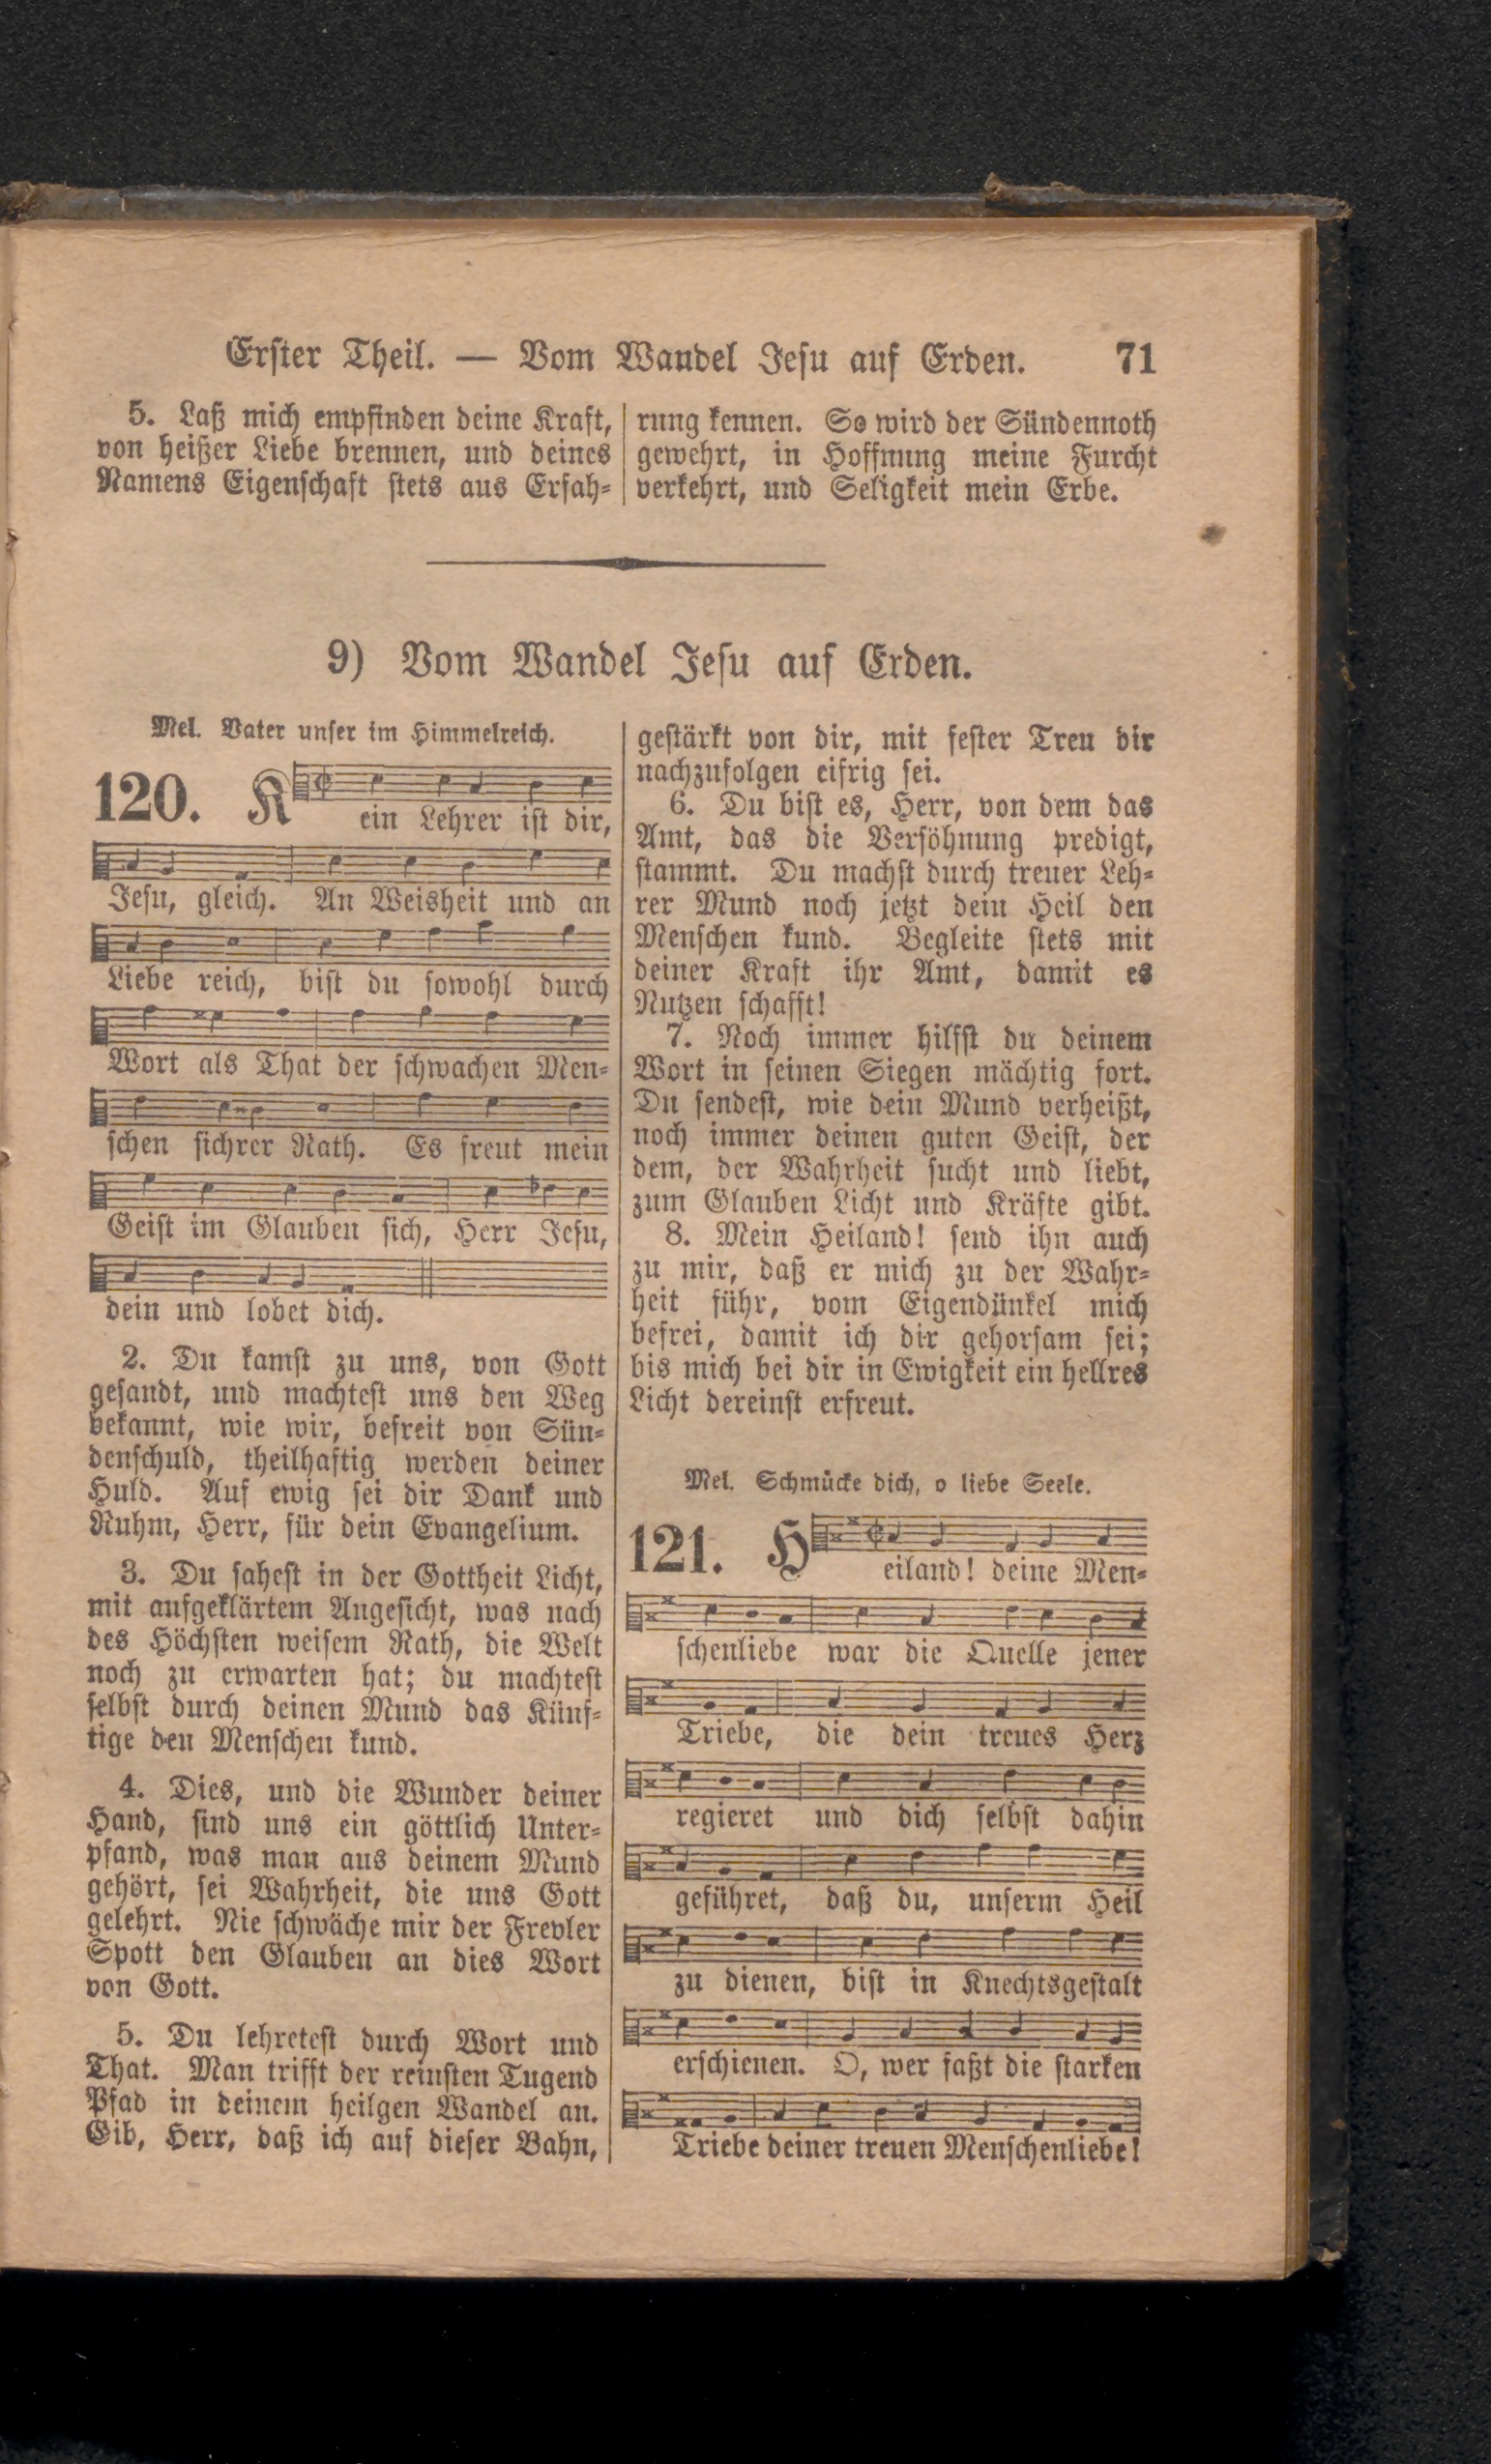 Erster Theil. — Vom Wandel Jesu auf Erden. 71
5. Laß mich empfinden deine Kraft,
von heißer Liebe brennen, und deines
Namens Eigenschaft stets aus Erfah-
rung kennen. So wird der Sündennoth
gewehrt, in Hoffnung meine Furcht
verkehrt, und Seligkeit mein Erbe.
9) Vom Wandel Jesu auf Erden.
Mel. Vater unser im Himmelreich.
120. Kein Lehrer ist dir,
Jesu, gleich. An Weisheit und an
Liebe reich, bist du sowohl durch
Wort als That der schwachen Men-
schen sichrer Rath. Es freut mein
Geist im Glauben sich, Herr Jesu,
dein und lobet dich.
2. Du kamst zu uns, von Gott
gesandt, und machtest uns den Weg
bekannt, wie wir, befreit von Sün-
denschuld, theilhaftig werden deiner
Huld. Auf ewig sei dir Dank und
Ruhm, Herr, für dein Evangelium.
3. Du sahest in der Gottheit Licht,
mit aufgeklärtem Angesicht, was nach
des Höchsten weisem Rath, die Welt
noch zu erwarten hat; du machtest
selbst durch deinen Mund das Künf-
tige den Menschen kund.
4. Dies, und die Wunder deiner
Hand, sind uns ein göttlich Unter-
pfand, was man aus deinem Mund
gehört, sei Wahrheit, die uns Gott
gelehrt. Nie schwäche mir der Frevler
Spott den Glauben an dies Wort
von Gott.
5. Du lehretest durch Wort und
That. Man trifft der reinsten Tugend
Pfad in deinem heilgen Wandel an.
Gib, Herr, daß ich auf dieser Bahn,
gestärkt von dir, mit fester Treu dir
nachzufolgen eifrig sei.
6. Du bist es, Herr, von dem das
Amt, das die Versöhnung predigt,
stammt. Du machst durch treuer Leh-
rer Mund noch jetzt dein Heil den
Menschen kund. Begleite stets mit
deiner Kraft ihr Amt, damit es
Nutzen schafft!
7. Noch immer hilfst du deinem
Wort in seinen Siegen mächtig fort.
Du sendest, wie dein Mund verheißt,
noch immer deinen guten Geist, der
dem, der Wahrheit sucht und liebt,
zum Glauben Licht und Kräfte gibt.
8. Mein Heiland! send ihn auch
zu mir, daß er mich zu der Wahr-
heit führ, vom Eigendünkel mich
befrei, damit ich dir gehorsam sei;
bis mich bei dir in Ewigkeit ein hellres
Licht dereinst erfreut.
Mel. Schmücke dich, o liebe Seele.
121. Heiland! deine Men-
schenliebe war die Quelle jener
Triebe, die dein treues Herz
regieret und dich selbst dahin
geführet, daß du, unserm Heil
zu dienen, bist in Knechtsgestalt
erschienen. O, wer faßt die starken
Triebe deiner treuen Menschenliebe!